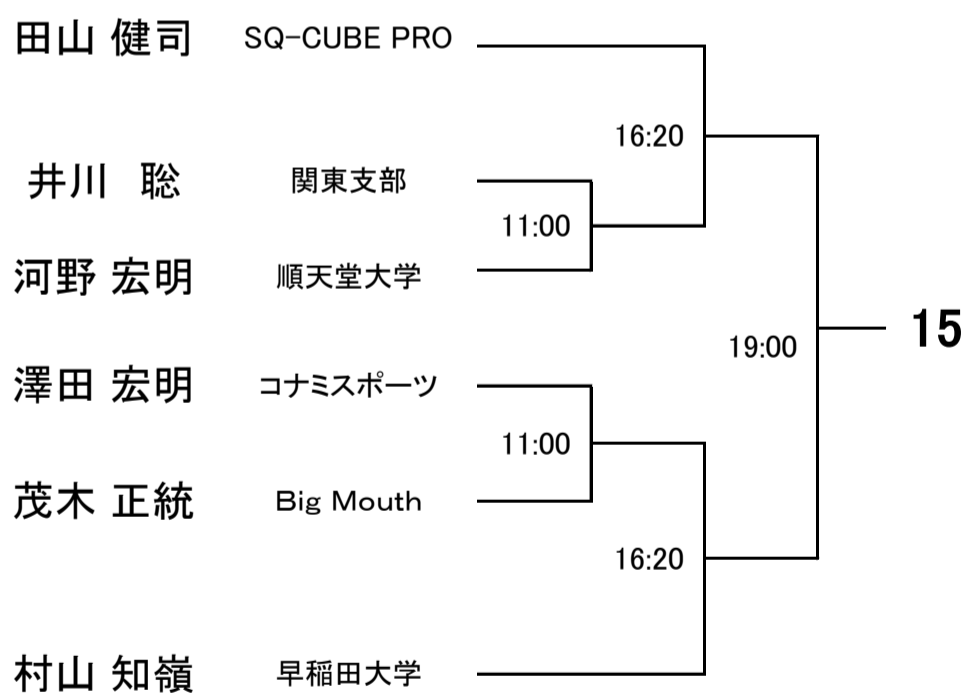 田山 健司 SQ-CUBE PRO
16:20
井川 聡 関東支部
11:00
河野 宏明 順天堂大学
15
19:00
澤田 宏明 コナミスポーツ
11:00
茂木 正統 Big Mouth
16:20
村山 知嶺 早稲田大学